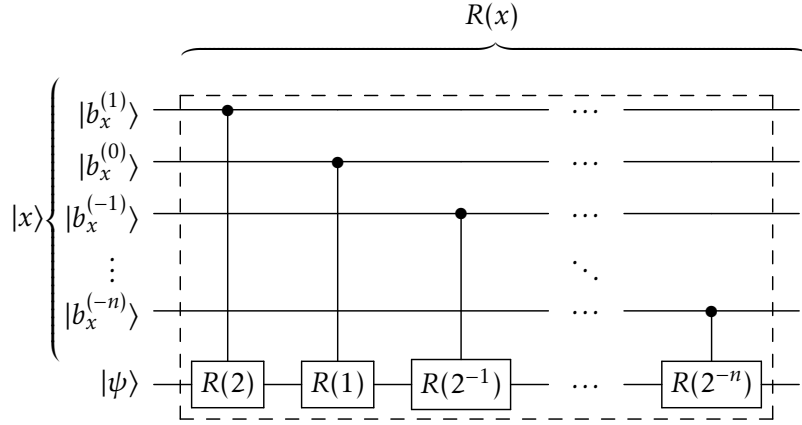 R(x)
|b_x^{(1)}⟩ ⋯
|b_x^{(0)}⟩ ⋯
|x⟩ |b_x^{(-1)}⟩ ⋯
⋮ ⋱
|b_x^{(-n)}⟩ ⋯
|ψ⟩ R(2) R(1) R(2^{-1}) ⋯ R(2^{-n})